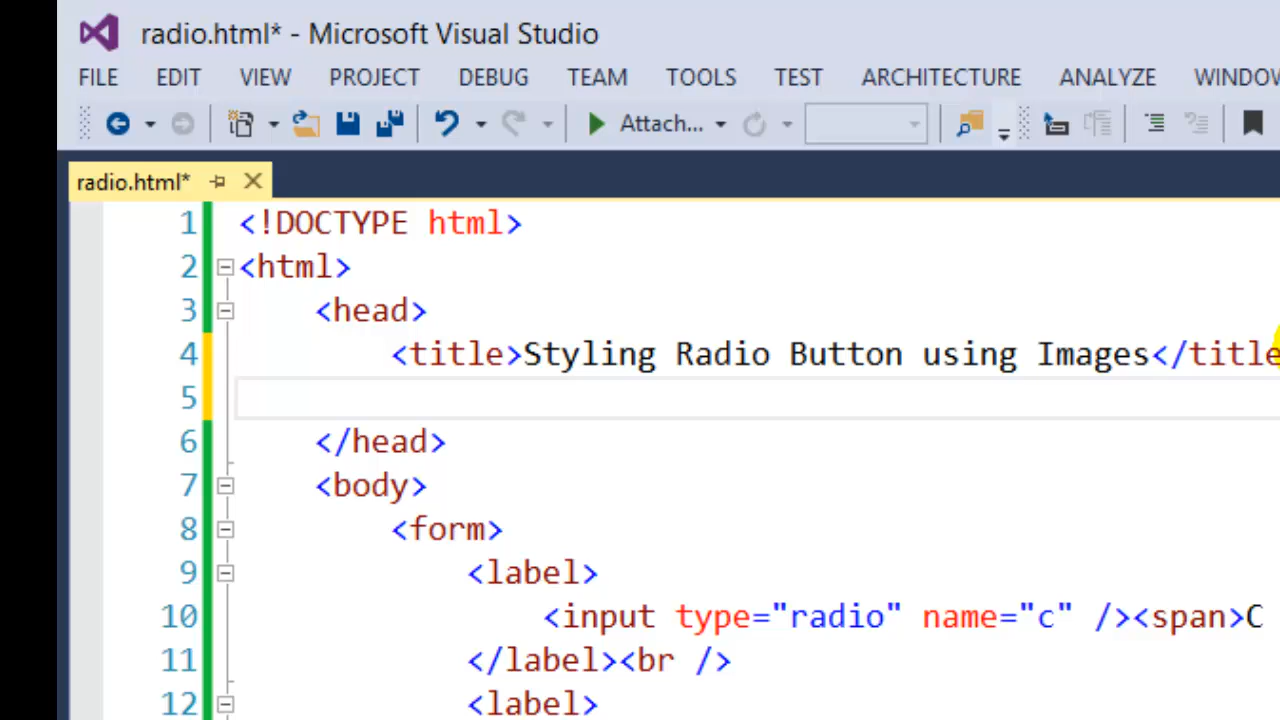 radio.html* - Microsoft Visual Studio
FILE EDIT VIEW PROJECT DEBUG TEAM TOOLS TEST ARCHITECTURE ANALYZE WINDOW
Attach...
radio.html*
1 <!DOCTYPE html>
2 <html>
3 <head>
4 <title>Styling Radio Button using Images</title
5
6 </head>
7 <body>
8 <form>
9 <label>
10 <input type="radio" name="c" /><span>C
11 </label><br />
12 <label>